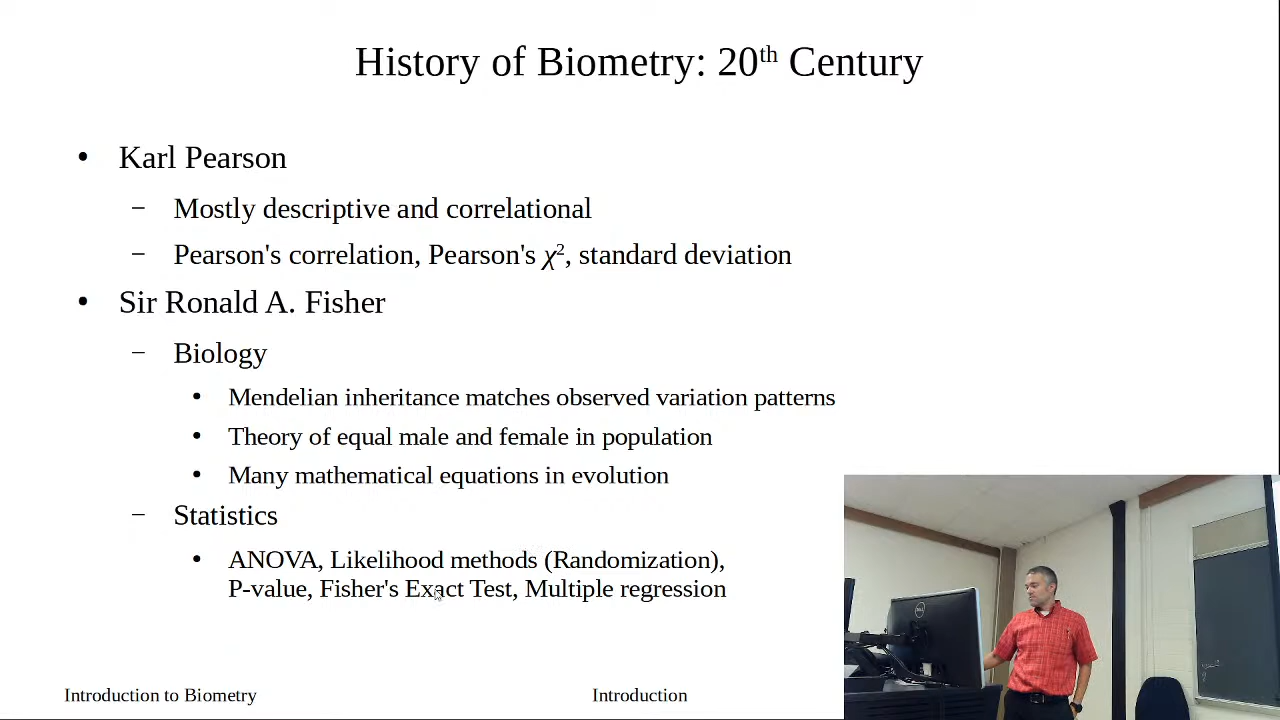 History of Biometry: 20th Century
• Karl Pearson
– Mostly descriptive and correlational
– Pearson's correlation, Pearson's χ², standard deviation
• Sir Ronald A. Fisher
– Biology
• Mendelian inheritance matches observed variation patterns
• Theory of equal male and female in population
• Many mathematical equations in evolution
– Statistics
• ANOVA, Likelihood methods (Randomization),
P-value, Fisher's Exact Test, Multiple regression
Introduction to Biometry
Introduction
DELL